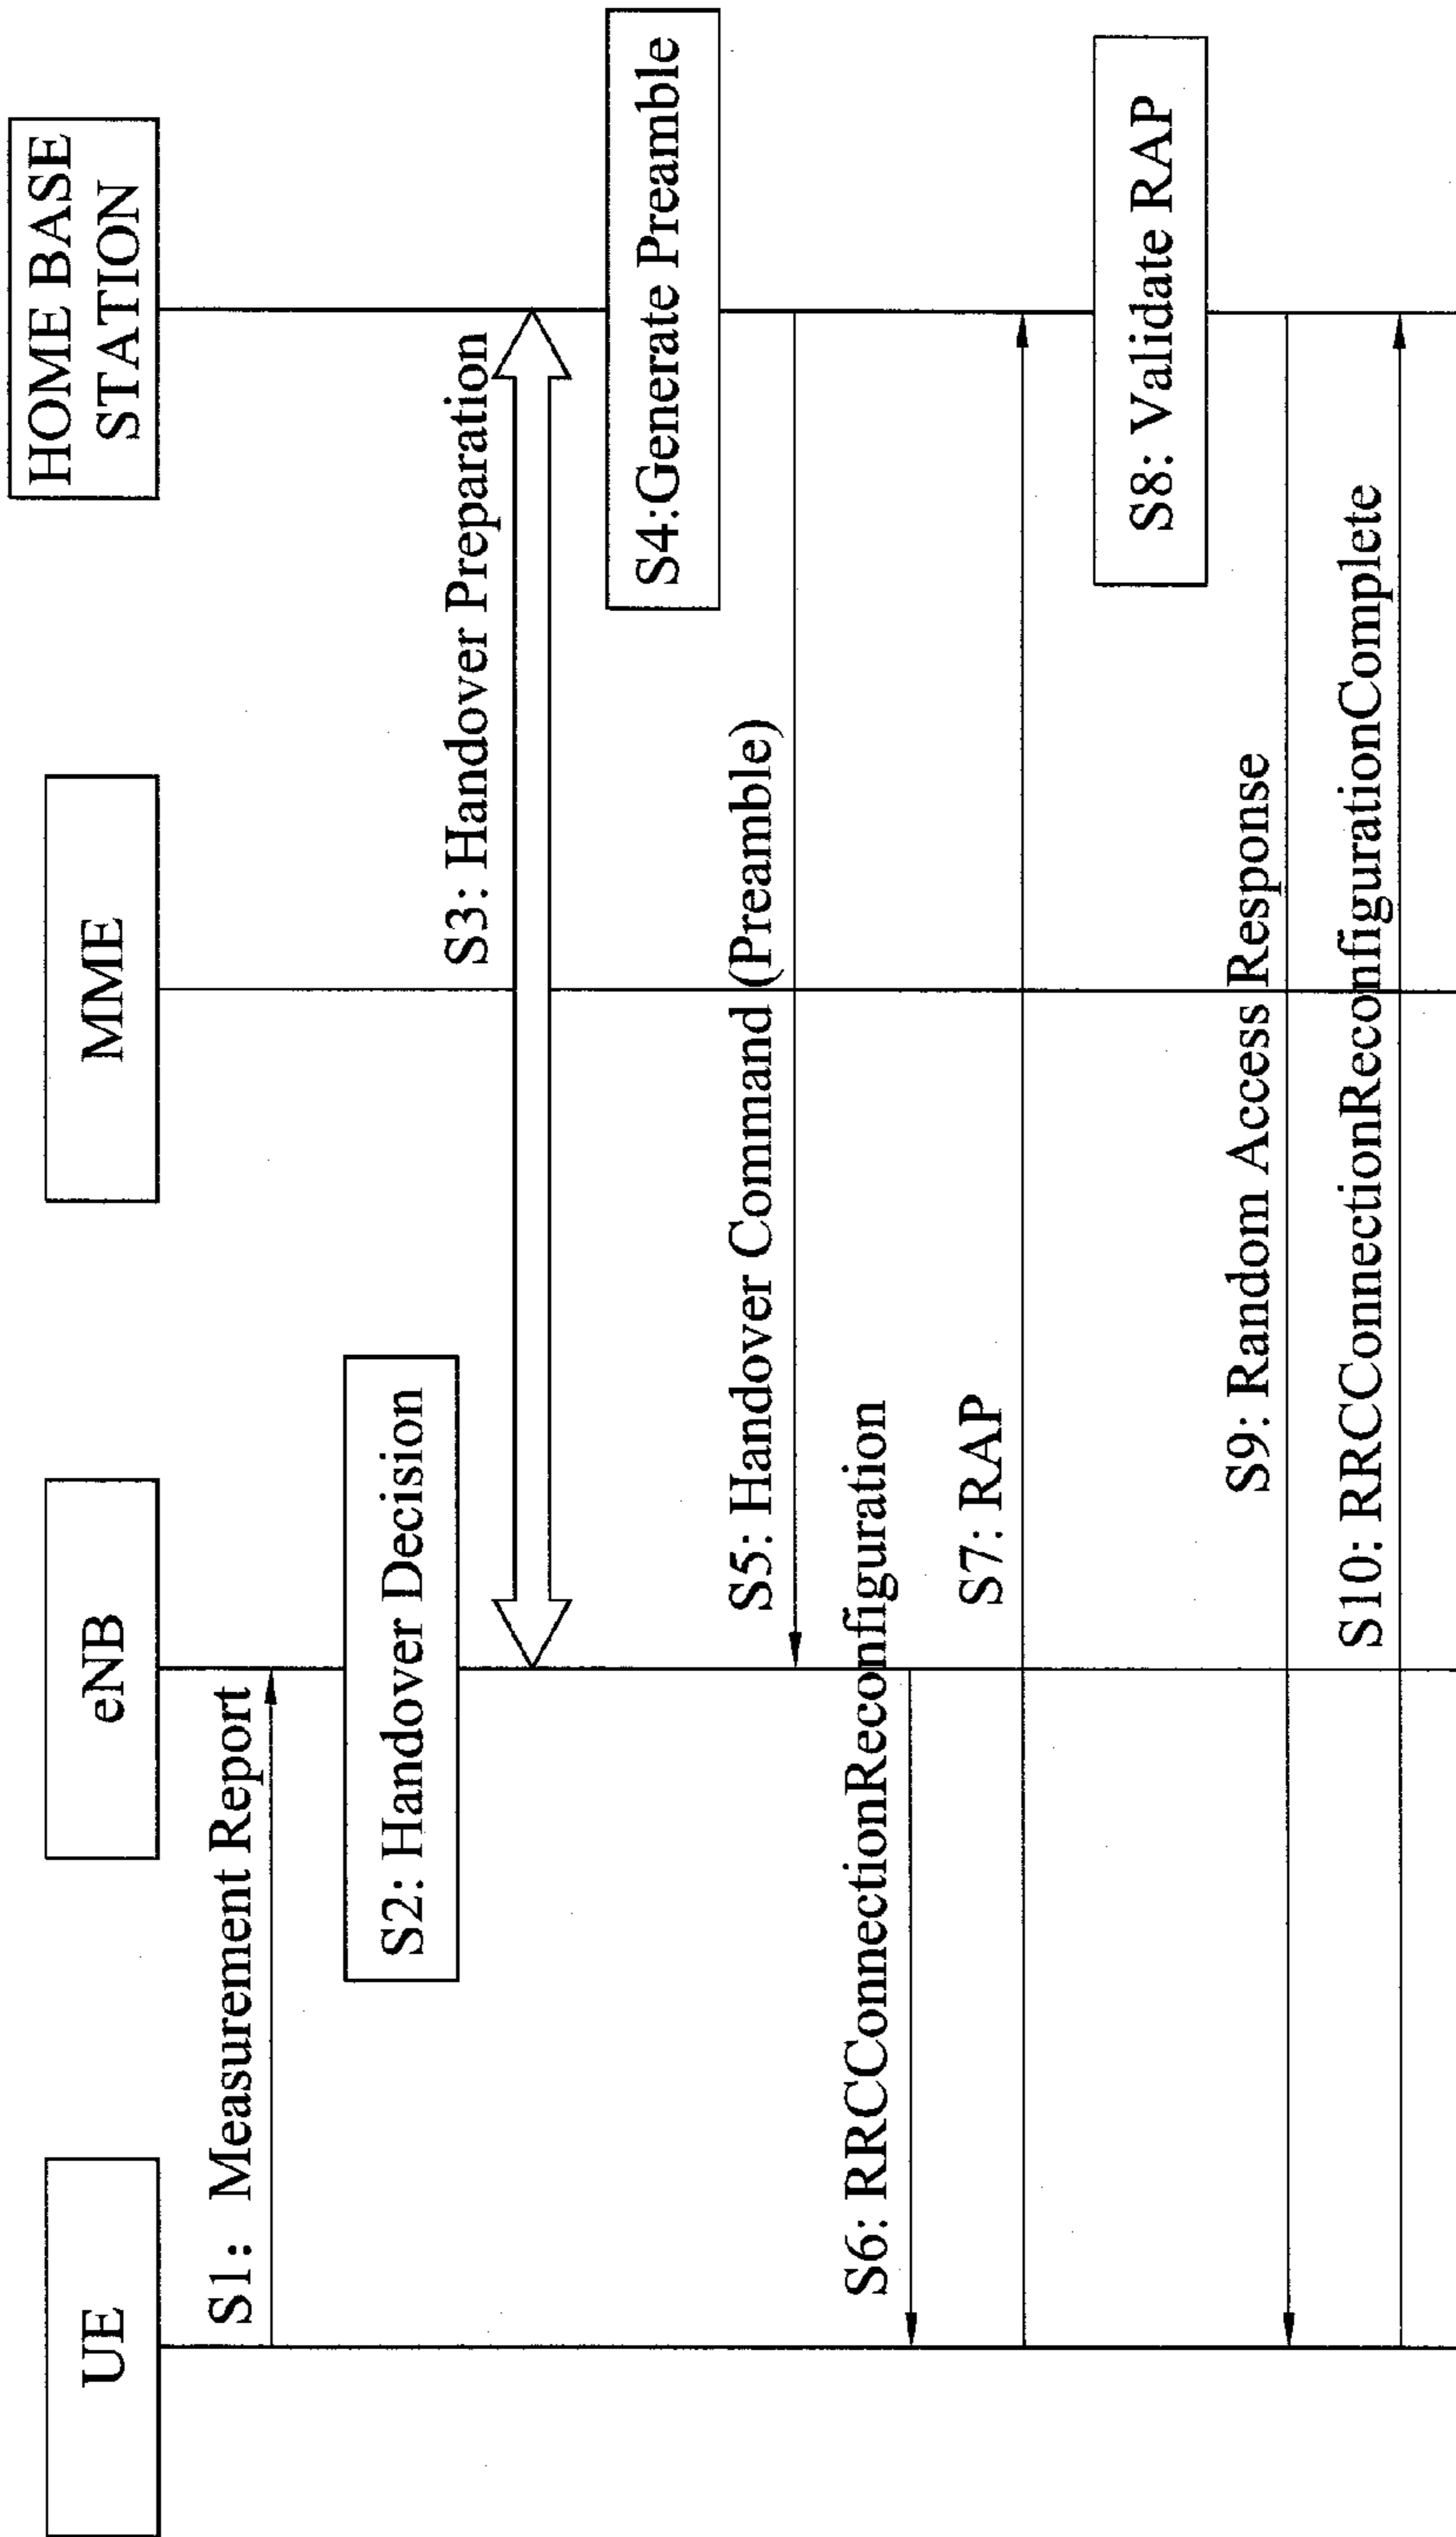 UE
eNB
MME
HOME BASE
STATION
S1: Measurement Report
S2: Handover Decision
S3: Handover Preparation
S4:Generate Preamble
S5: Handover Command (Preamble)
S6: RRCConnectionReconfiguration
S7: RAP
S8: Validate RAP
S9: Random Access Response
S10: RRCConnectionReconfigurationComplete